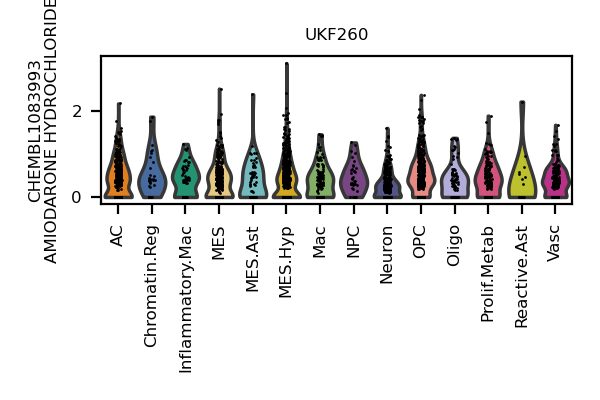 UKF260
CHEMBL1083993
AMIODARONE HYDROCHLORIDE
2
0
AC
Chromatin.Reg
Inflammatory.Mac
MES
MES.Ast
MES.Hyp
Mac
NPC
Neuron
OPC
Oligo
Prolif.Metab
Reactive.Ast
Vasc